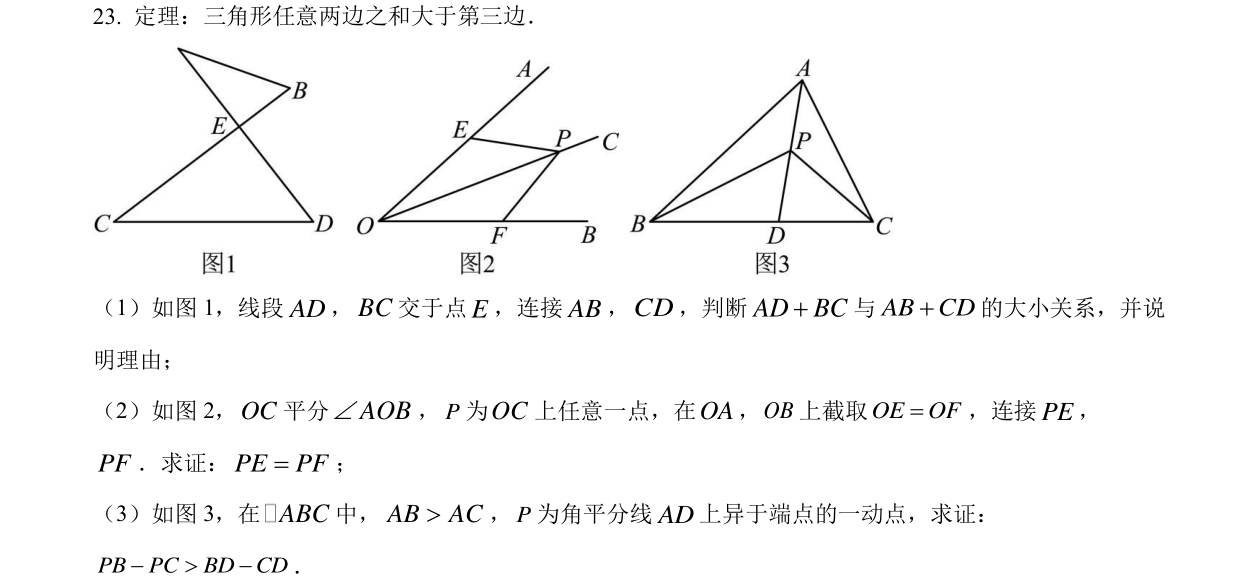 23. 定理：三角形任意两边之和大于第三边．
A
A
B
E
E
P
C
P
C
D
O
F
B
B
D
C
图1
图2
图3
（1）如图 1，线段 AD，BC 交于点 E，连接 AB，CD，判断 AD＋BC 与 AB＋CD 的大小关系，并说
明理由；
（2）如图 2，OC 平分∠AOB，P 为 OC 上任意一点，在 OA，OB 上截取 OE＝OF，连接 PE，
PF．求证：PE＝PF；
（3）如图 3，在□ABC 中，AB＞AC，P 为角平分线 AD 上异于端点的一动点，求证：
PB－PC＞BD－CD．